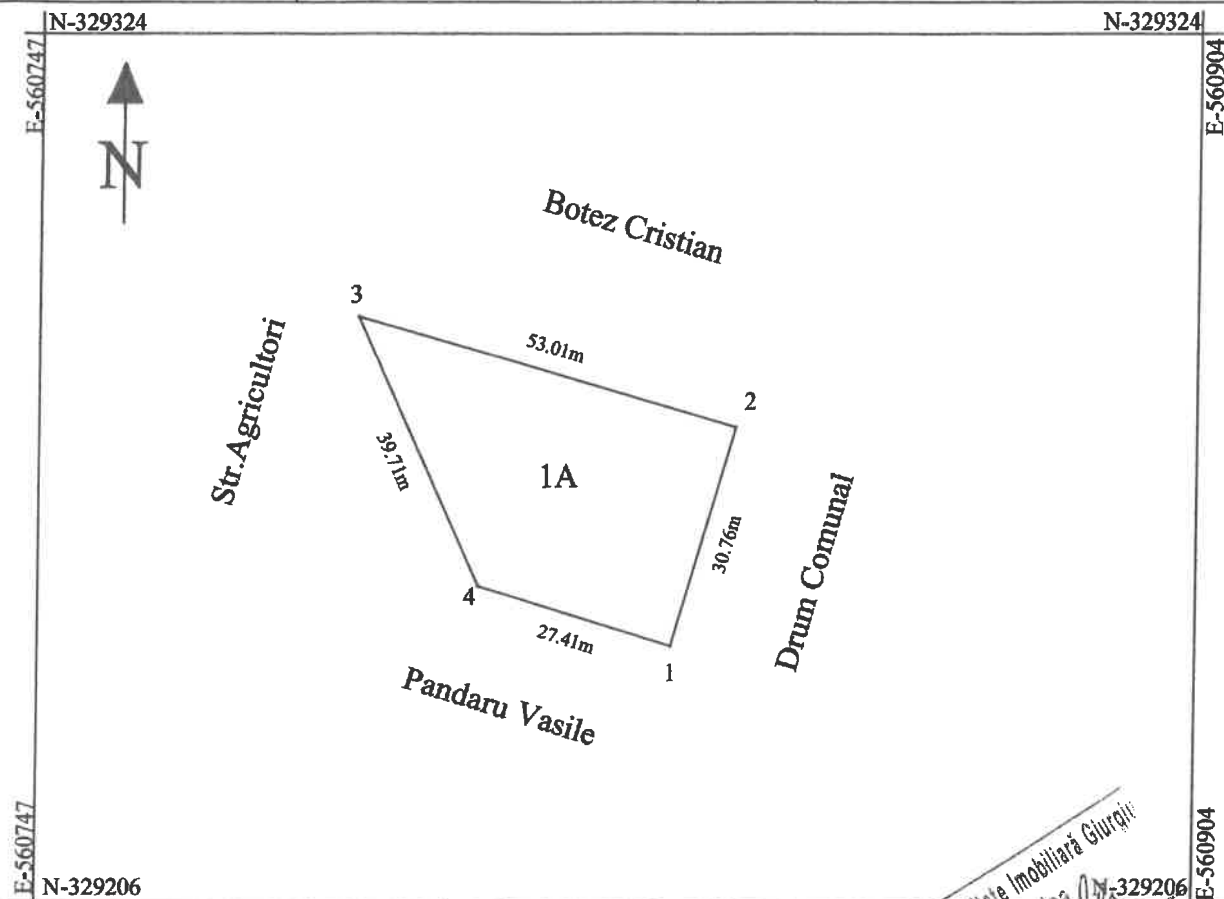 N-329324
N-329324
E-560747
E-560904
N
Botez Cristian
3
53.01m
2
Str.Agricultori
39.71m
1A
30.76m
Drum Comunal
4
27.41m
1
Pandaru Vasile
Imobiliară Giurgiu
E-560747
E-560904
N-329206
N-329206